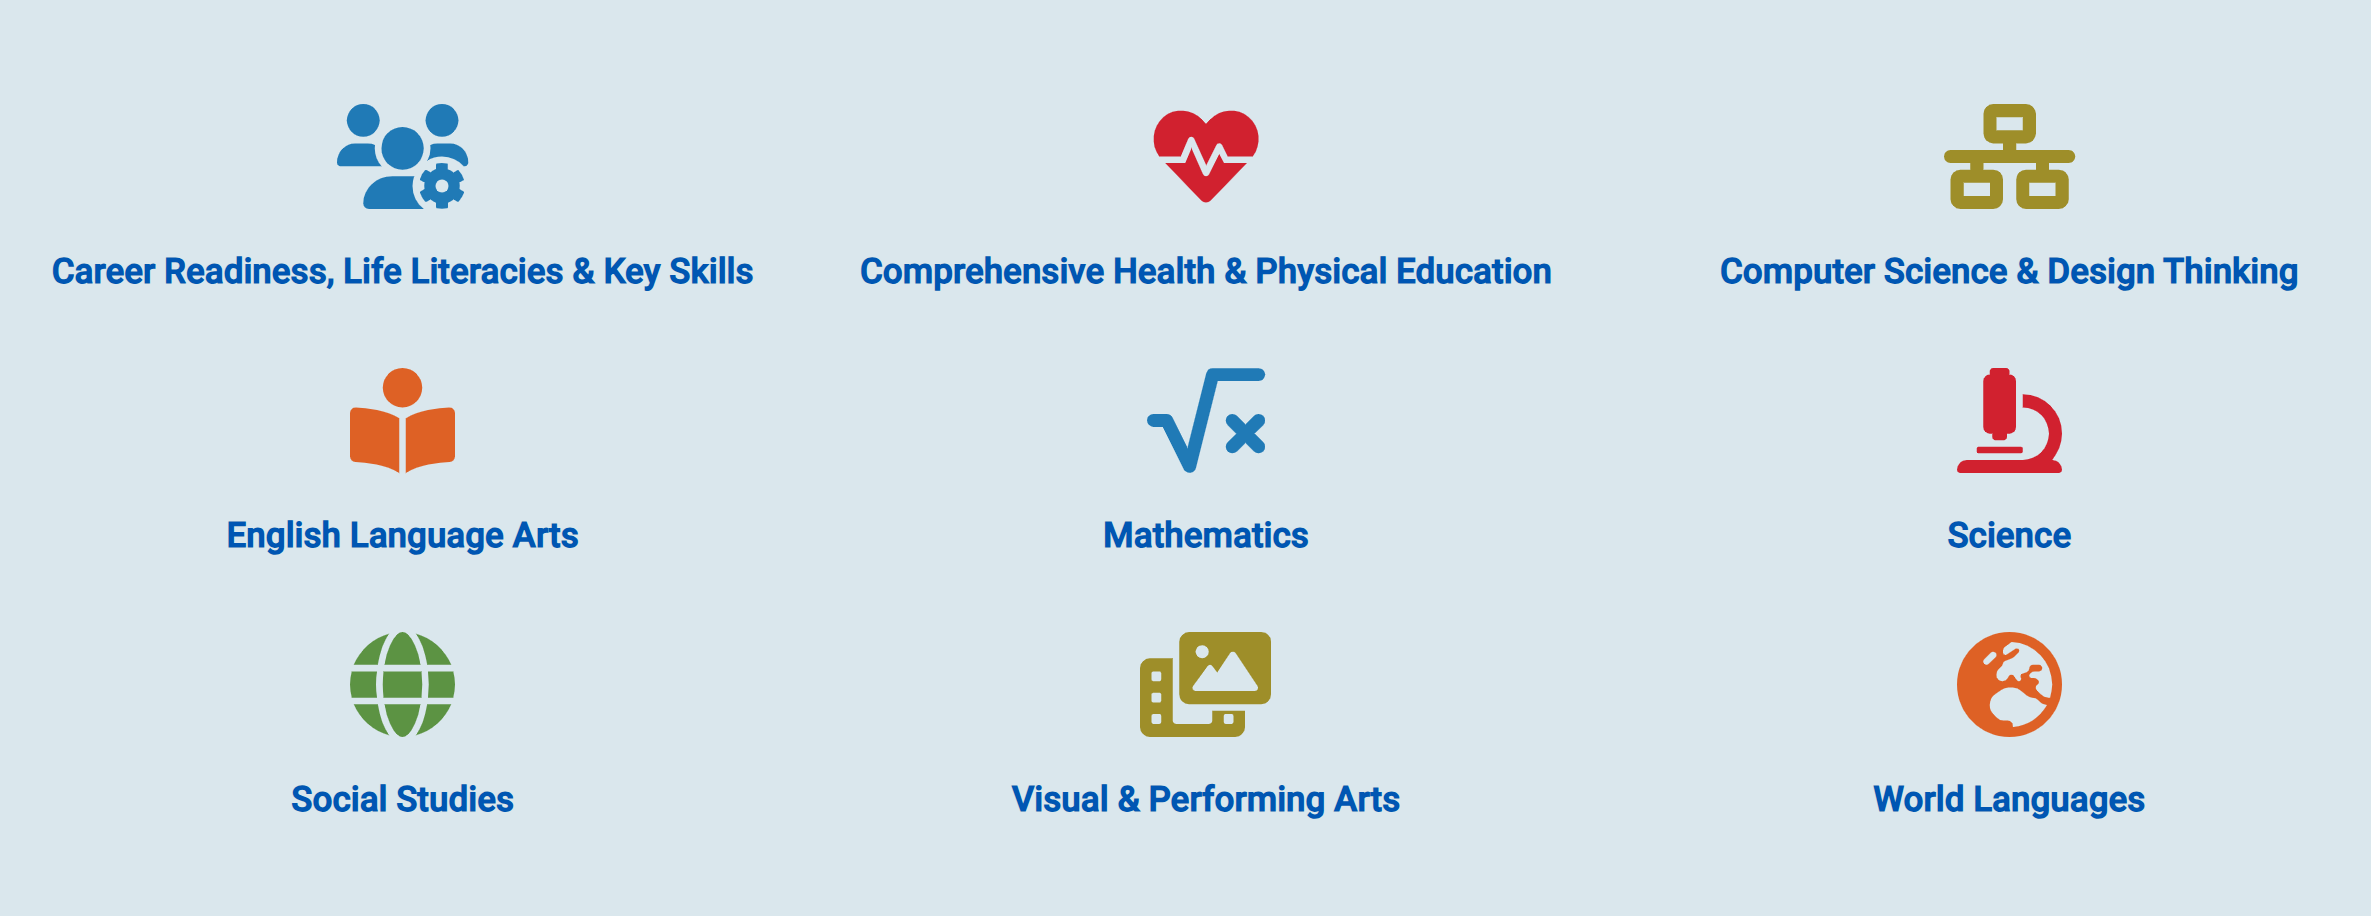 Career Readiness, Life Literacies & Key Skills
Comprehensive Health & Physical Education
Computer Science & Design Thinking
English Language Arts
Mathematics
Science
Social Studies
Visual & Performing Arts
World Languages